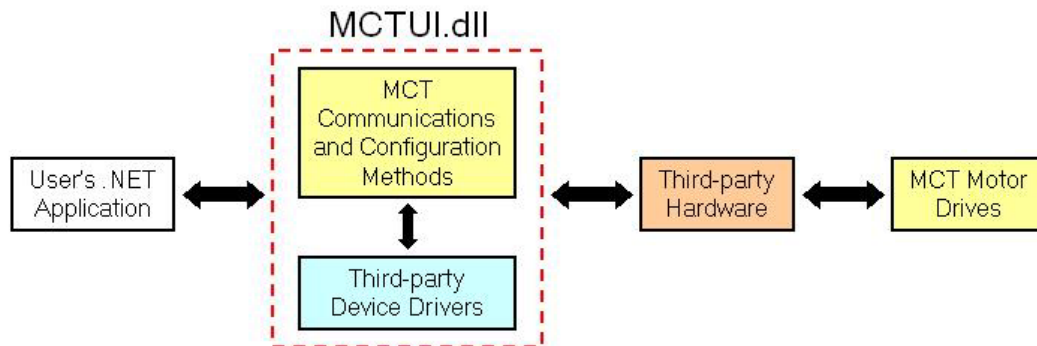 MCTUI.dll
MCT
Communications
and Configuration
Methods
User's .NET
Application
Third-party
Hardware
MCT Motor
Drives
Third-party
Device Drivers